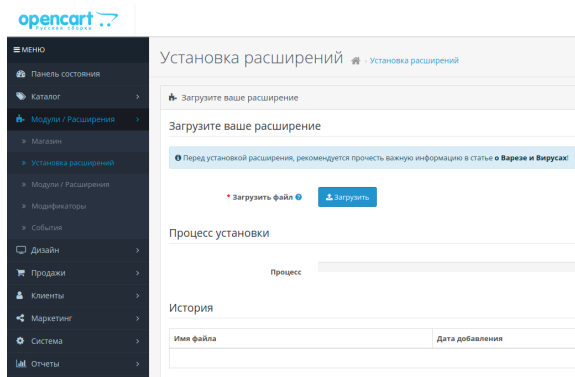 opencart
Русская сборка
МЕНЮ
Панель состояния
Каталог
Модули / Расширения
Магазин
Установка расширений
Модули / Расширения
Модификаторы
События
Дизайн
Продажи
Клиенты
Маркетинг
Система
Отчеты
Установка расширений › Установка расширений
Загрузите ваше расширение
Загрузите ваше расширение
Перед установкой расширения, рекомендуется прочесть важную информацию в статье о Варезе и Вирусах!
* Загрузить файл Загрузить
Процесс установки
Процесс
История
Имя файла Дата добавления